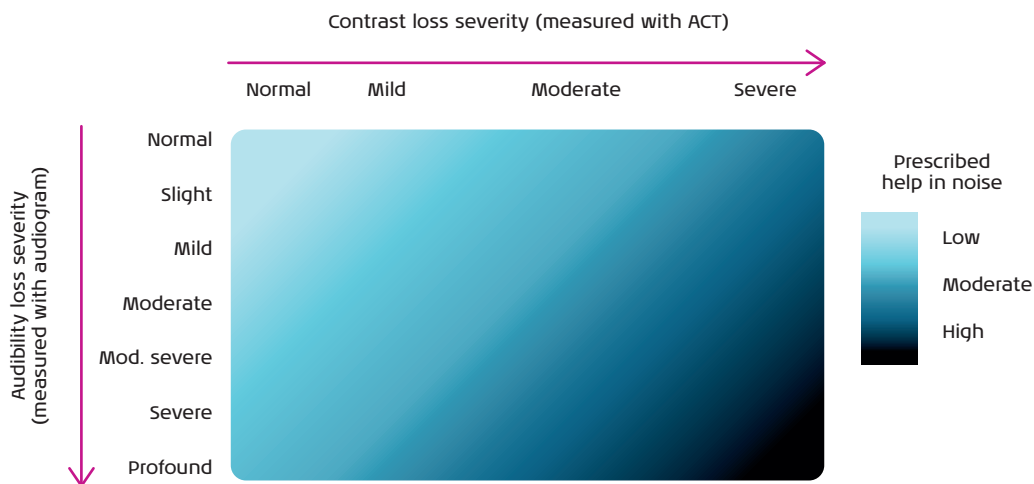 Contrast loss severity (measured with ACT)
Normal Mild Moderate Severe
Audibility loss severity
(measured with audiogram)
Normal
Slight
Mild
Moderate
Mod. severe
Severe
Profound
Prescribed
help in noise
Low
Moderate
High